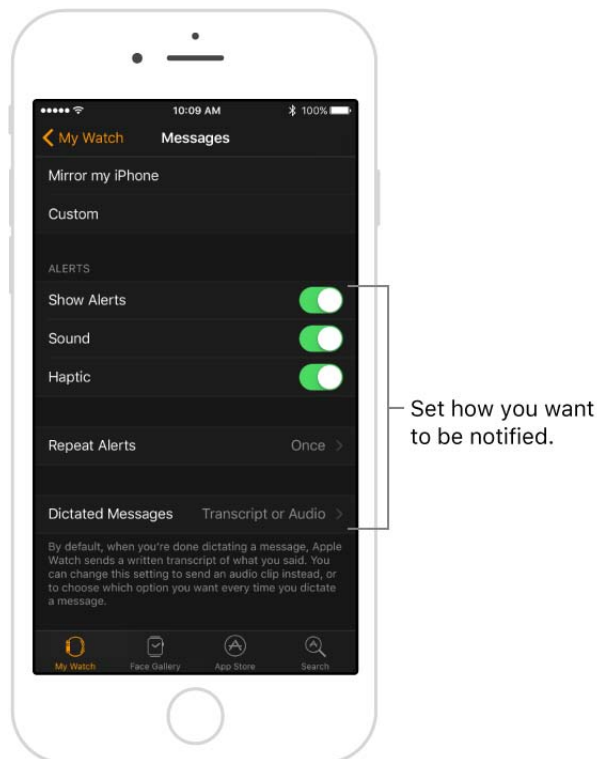 10:09 AM 100%
My Watch Messages
Mirror my iPhone
Custom
ALERTS
Show Alerts
Sound
Haptic
Set how you want
to be notified.
Repeat Alerts Once
Dictated Messages Transcript or Audio
By default, when you're done dictating a message, Apple
Watch sends a written transcript of what you said. You
can change this setting to send an audio clip instead, or
to choose which option you want every time you dictate
a message.
My Watch Face Gallery App Store Search